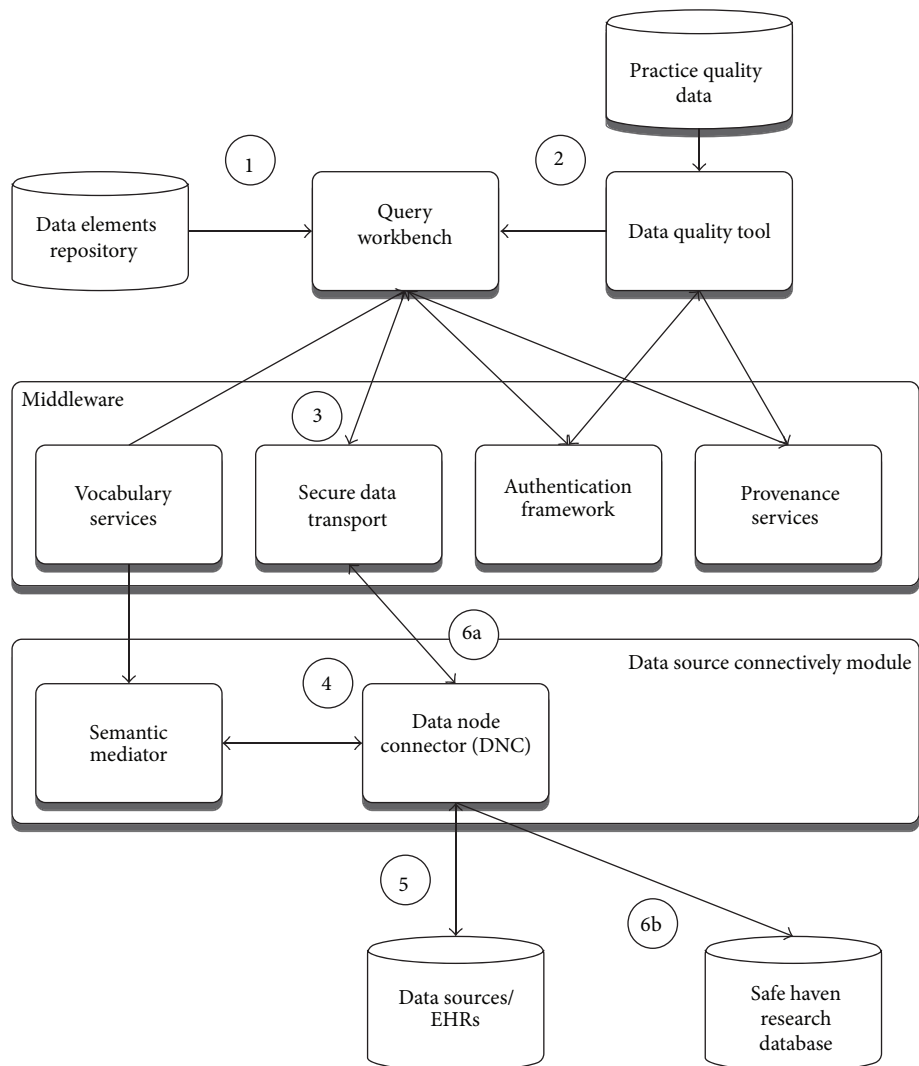 Practice quality
data
1
2
Data elements
repository
Query
workbench
Data quality tool
Middleware
3
Vocabulary
services
Secure data
transport
Authentication
framework
Provenance
services
6a
Data source connectively module
4
Semantic
mediator
Data node
connector (DNC)
5
6b
Data sources/
EHRs
Safe haven
research
database